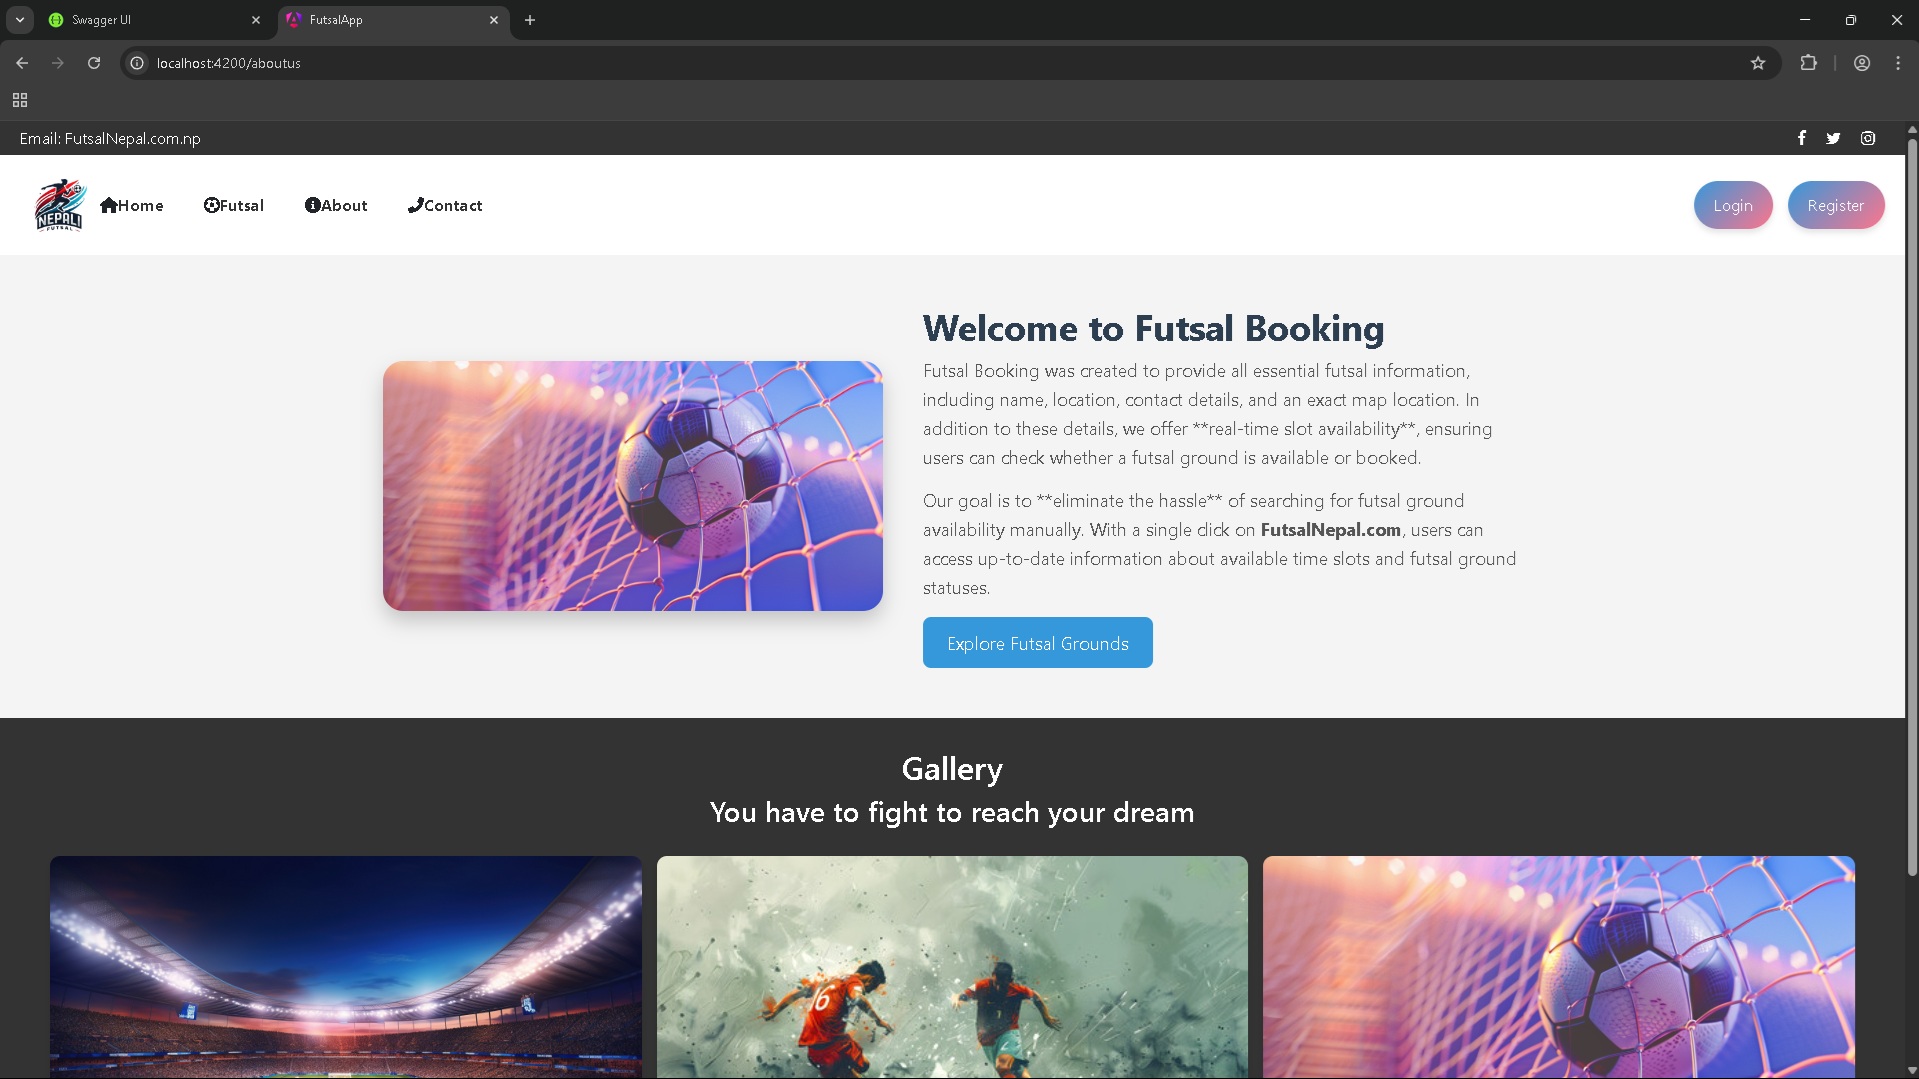 Swagger UI
FutsalApp
localhost:4200/aboutus
Email: FutsalNepal.com.np
NEPALI
FUTSAL
Home
Futsal
About
Contact
Login
Register
Welcome to Futsal Booking
Futsal Booking was created to provide all essential futsal information,
including name, location, contact details, and an exact map location. In
addition to these details, we offer **real-time slot availability**, ensuring
users can check whether a futsal ground is available or booked.
Our goal is to **eliminate the hassle** of searching for futsal ground
availability manually. With a single click on FutsalNepal.com, users can
access up-to-date information about available time slots and futsal ground
statuses.
Explore Futsal Grounds
Gallery
You have to fight to reach your dream
16